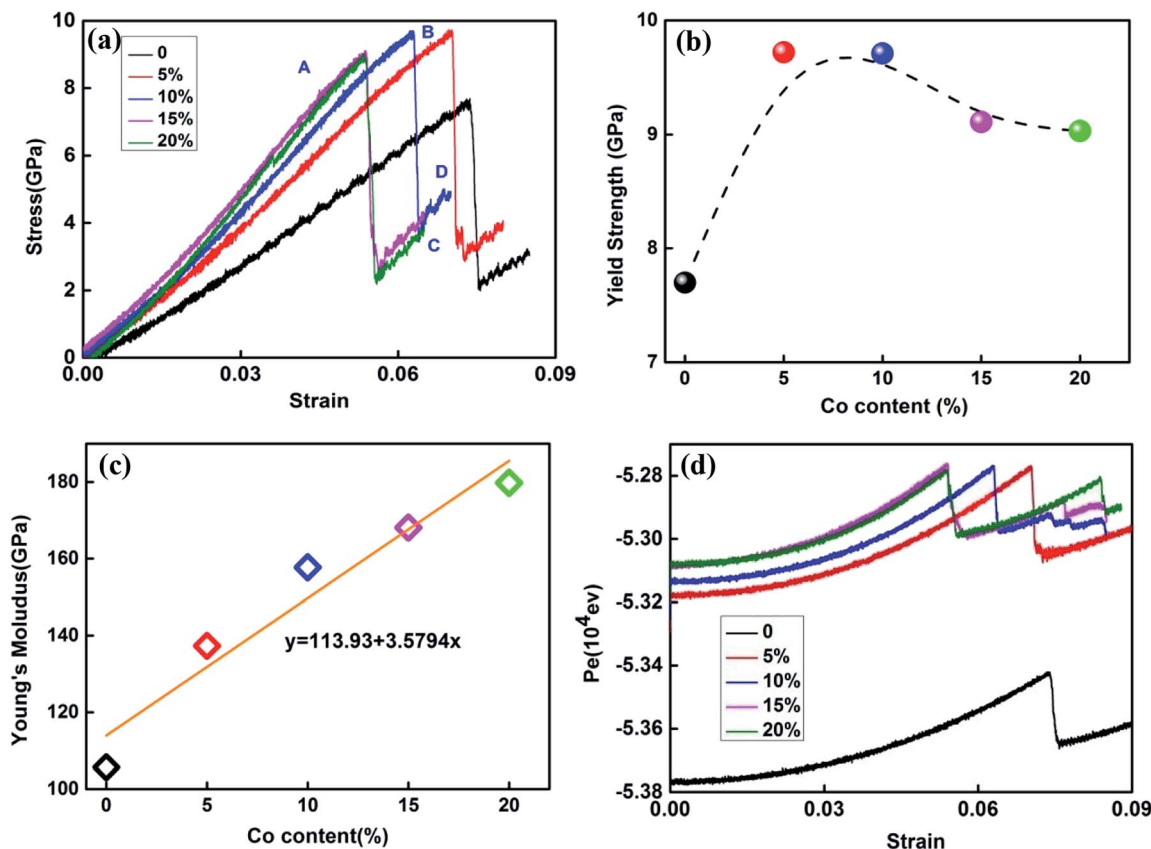 (a)
10
8
6
4
2
0
0.00
0.03
0.06
0.09
Stress(GPa)
Strain
0
5%
10%
15%
20%
A
B
C
D
(b)
10
9
8
7
0
5
10
15
20
Yield Strength (GPa)
Co content (%)
(c)
180
160
140
120
100
0
5
10
15
20
Young's Moludus(GPa)
Co content(%)
y=113.93+3.5794x
(d)
-5.28
-5.30
-5.32
-5.34
-5.36
-5.38
0.00
0.03
0.06
0.09
Pe(10⁴ev)
Strain
0
5%
10%
15%
20%